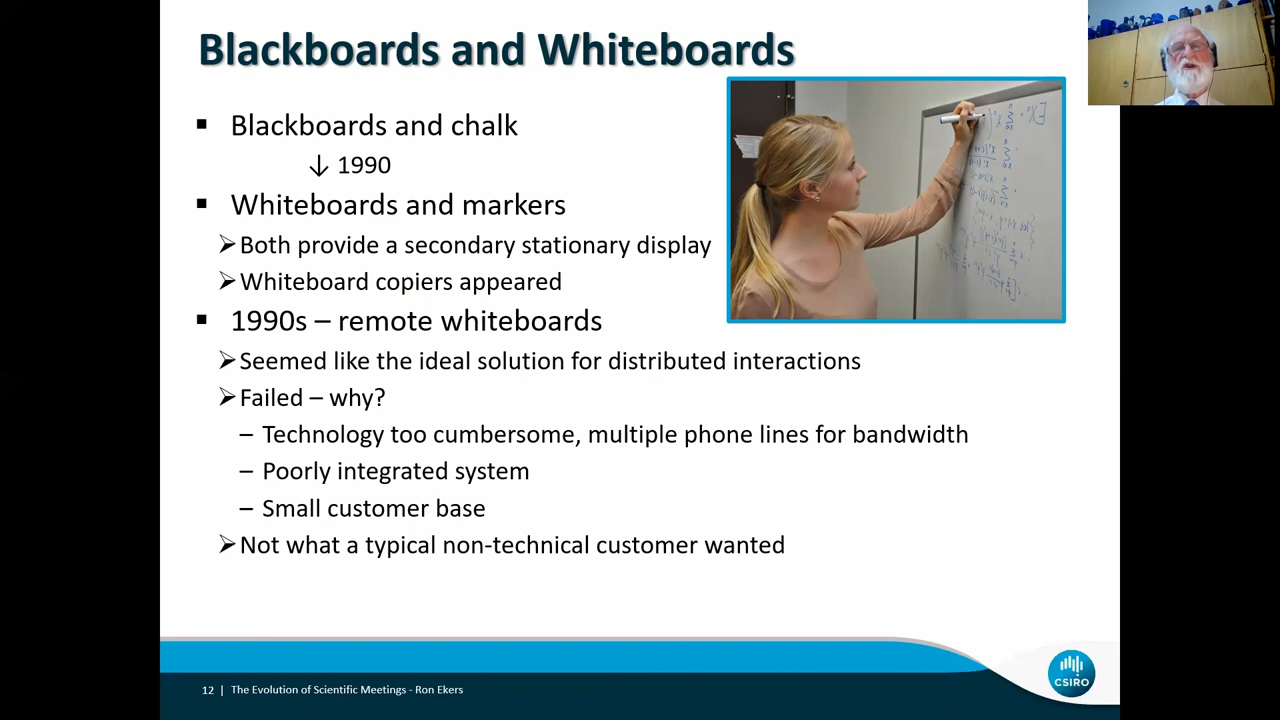 Blackboards and Whiteboards
▪ Blackboards and chalk
↓ 1990
▪ Whiteboards and markers
➢ Both provide a secondary stationary display
➢ Whiteboard copiers appeared
▪ 1990s – remote whiteboards
➢ Seemed like the ideal solution for distributed interactions
➢ Failed – why?
– Technology too cumbersome, multiple phone lines for bandwidth
– Poorly integrated system
– Small customer base
➢ Not what a typical non-technical customer wanted
12 | The Evolution of Scientific Meetings - Ron Ekers
CSIRO